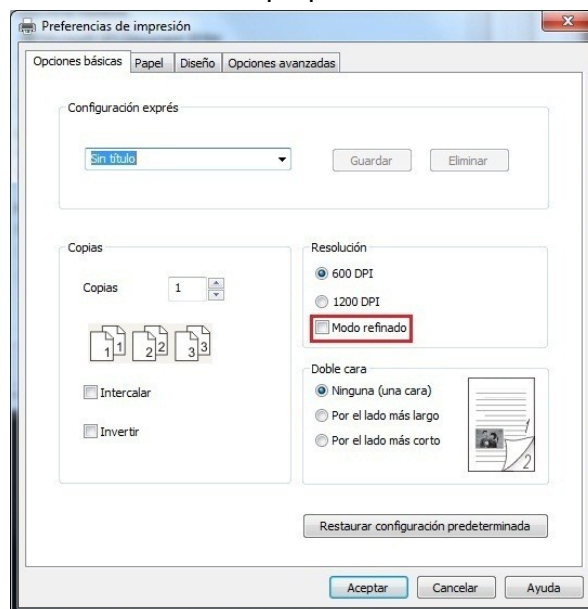 Preferencias de impresión
Opciones básicas Papel Diseño Opciones avanzadas
Configuración exprés
Sin título Guardar Eliminar
Copias
Copias 1
1 1 2 2 3 3
Intercalar
Invertir
Resolución
600 DPI
1200 DPI
Modo refinado
Doble cara
Ninguna (una cara)
Por el lado más largo
Por el lado más corto
1
2
Restaurar configuración predeterminada
Aceptar Cancelar Ayuda